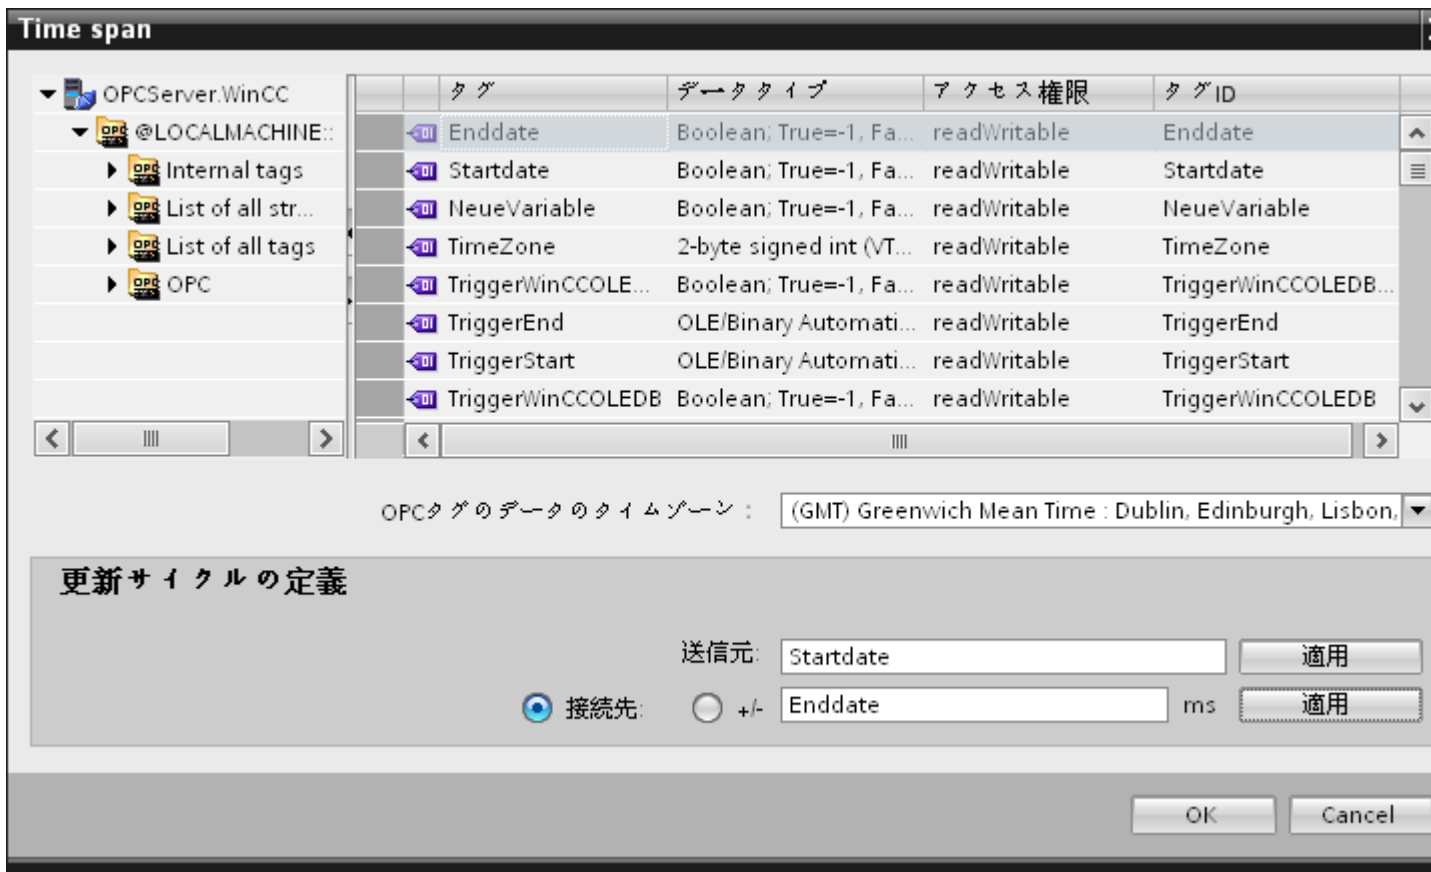 Time span
OPCServer.WinCC
@LOCALMACHINE::
Internal tags
List of all str...
List of all tags
OPC
タグ データタイプ アクセス権限 タグID
Enddate Boolean; True=-1, Fa... readWritable Enddate
Startdate Boolean; True=-1, Fa... readWritable Startdate
NeueVariable Boolean; True=-1, Fa... readWritable NeueVariable
TimeZone 2-byte signed int (VT... readWritable TimeZone
TriggerWinCCOLE... Boolean; True=-1, Fa... readWritable TriggerWinCCOLEDB...
TriggerEnd OLE/Binary Automati... readWritable TriggerEnd
TriggerStart OLE/Binary Automati... readWritable TriggerStart
TriggerWinCCOLEDB Boolean; True=-1, Fa... readWritable TriggerWinCCOLEDB
OPCタグのデータのタイムゾーン： (GMT) Greenwich Mean Time : Dublin, Edinburgh, Lisbon,
更新サイクルの定義
送信元: Startdate 適用
接続先: +/- Enddate ms 適用
OK Cancel